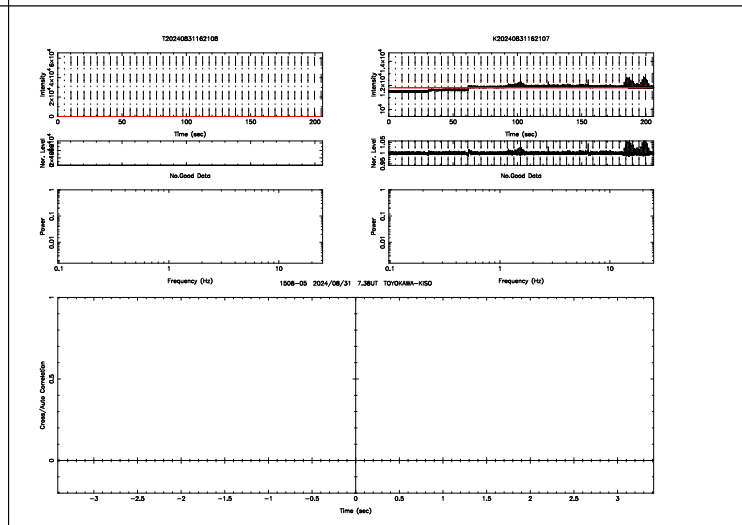 T20240831162108
K20240831162107
Intensity
0 2×10⁴ 4×10⁴ 6×10⁴
0 50 100 150 200
Time (sec)
Intensity
10⁴ 1.2×10⁴ 1.4×10⁴
0 50 100 150 200
Time (sec)
Nor. Level
Nor. Level
0.95 1 1.05
No.Good Data
No.Good Data
Power
1
0.1
0.01
0.1 1 10
Frequency (Hz)
Power
1
0.1
0.01
0.1 1 10
Frequency (Hz)
1508-05 2024/08/31 7.38UT TOYOKAWA-KISO
Cross/Auto Correlation
1
0.5
0
-3 -2.5 -2 -1.5 -1 -0.5 0 0.5 1 1.5 2 2.5 3
Time (sec)